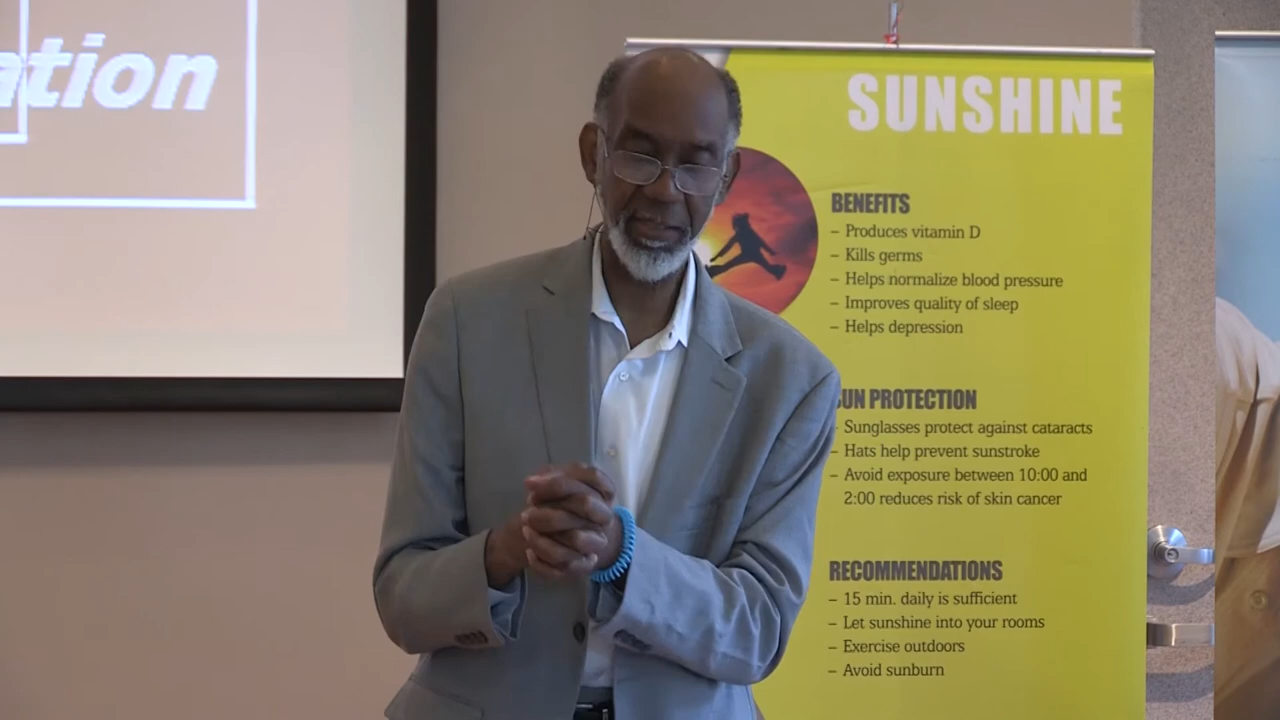 ation
SUNSHINE
BENEFITS
– Produces vitamin D
– Kills germs
– Helps normalize blood pressure
– Improves quality of sleep
– Helps depression
SUN PROTECTION
– Sunglasses protect against cataracts
– Hats help prevent sunstroke
– Avoid exposure between 10:00 and
2:00 reduces risk of skin cancer
RECOMMENDATIONS
– 15 min. daily is sufficient
– Let sunshine into your rooms
– Exercise outdoors
– Avoid sunburn